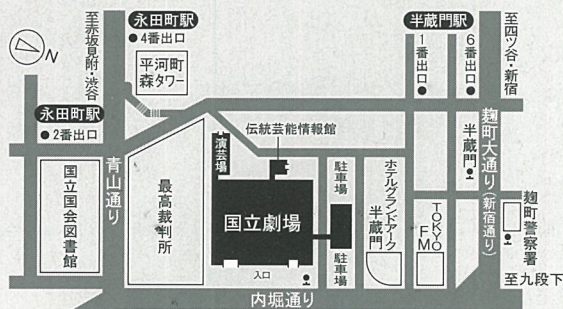 至赤坂見附・渋谷
永田町駅
●4番出口
平河町
森タワー
半蔵門駅
1番出口●
6番出口●
至四ツ谷・新宿
N
永田町駅
●2番出口
青山通り
国立国会図書館
最高裁判所
演芸場
伝統芸能情報館
国立劇場
入口
駐車場
駐車場
ホテルグランドアーク
半蔵門
TOKYO
FM
半蔵門
麹町大通り(新宿通り)
麹町警察署
至九段下
内堀通り